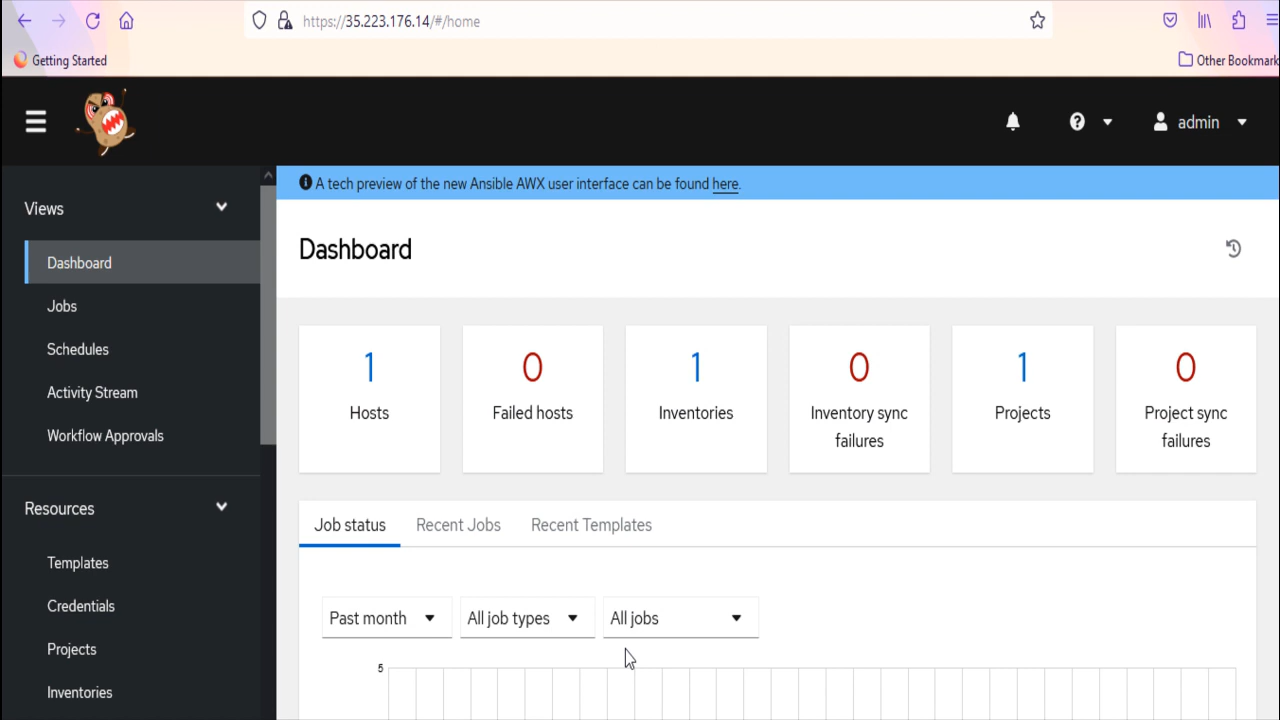 https://35.223.176.14/#/home
Getting Started
Other Bookmark
admin
Views
Dashboard
Jobs
Schedules
Activity Stream
Workflow Approvals
Resources
Templates
Credentials
Projects
Inventories
A tech preview of the new Ansible AWX user interface can be found here.
Dashboard
1
Hosts
0
Failed hosts
1
Inventories
0
Inventory sync
failures
1
Projects
0
Project sync
failures
Job status Recent Jobs Recent Templates
Past month All job types All jobs
5